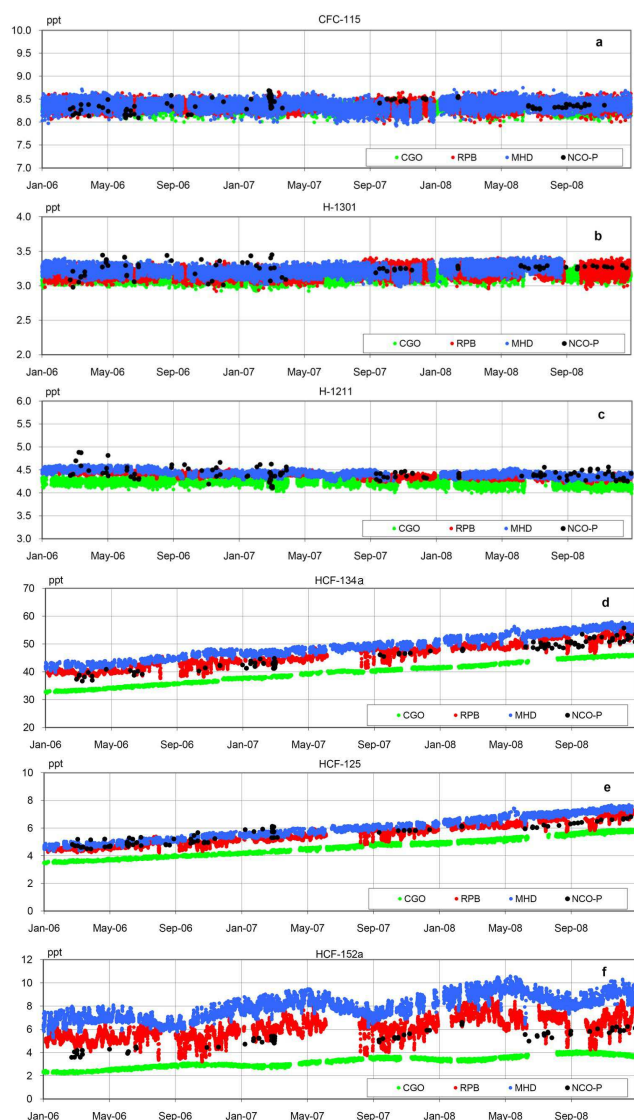 CFC-115
ppt
a
10.0
9.5
9.0
8.5
8.0
7.5
7.0
CGO RPB MHD NCO-P
Jan-06 May-06 Sep-06 Jan-07 May-07 Sep-07 Jan-08 May-08 Sep-08
H-1301
ppt
b
4.0
3.5
3.0
2.5
2.0
CGO RPB MHD NCO-P
Jan-06 May-06 Sep-06 Jan-07 May-07 Sep-07 Jan-08 May-08 Sep-08
H-1211
ppt
c
6.0
5.5
5.0
4.5
4.0
3.5
3.0
CGO RPB MHD NCO-P
Jan-06 May-06 Sep-06 Jan-07 May-07 Sep-07 Jan-08 May-08 Sep-08
HCF-134a
ppt
d
70
60
50
40
30
20
CGO RPB MHD NCO-P
Jan-06 May-06 Sep-06 Jan-07 May-07 Sep-07 Jan-08 May-08 Sep-08
HCF-125
ppt
e
10
8
6
4
2
0
CGO RPB MHD NCO-P
Jan-06 May-06 Sep-06 Jan-07 May-07 Sep-07 Jan-08 May-08 Sep-08
HCF-152a
ppt
f
12
10
8
6
4
2
0
CGO RPB MHD NCO-P
Jan-06 May-06 Sep-06 Jan-07 May-07 Sep-07 Jan-08 May-08 Sep-08